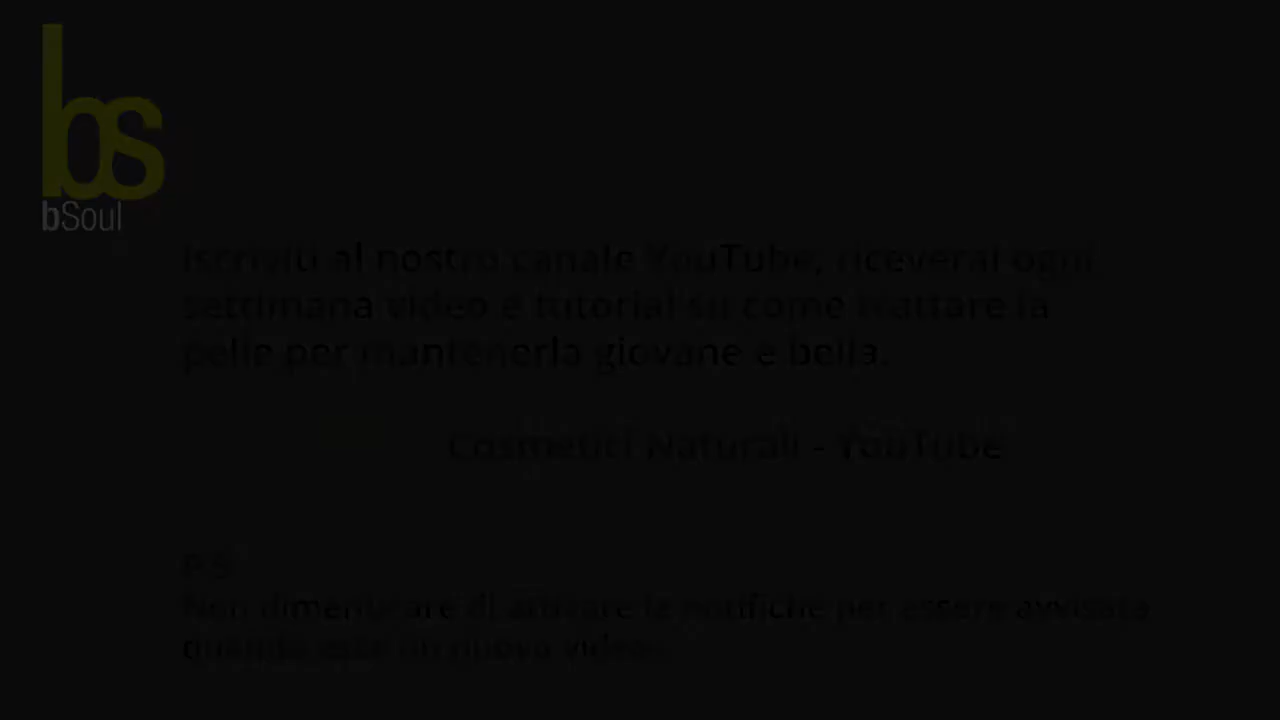 bs
bSoul
Iscriviti al nostro canale YouTube, riceverai ogni
settimana video e tutorial su come trattare la
pelle per mantenerla giovane e bella.
Cosmetici Naturali - YouTube
P.S.
Non dimenticare di attivare le notifiche per essere avvisata
quando esce un nuovo video.